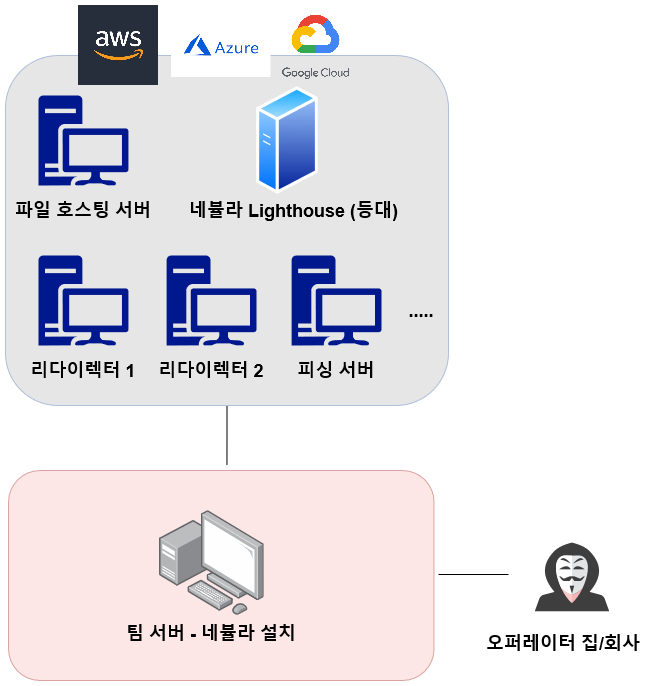 aws
Azure
Google Cloud
파일 호스팅 서버
네뷸라 Lighthouse (등대)
리다이렉터 1
리다이렉터 2
피싱 서버
.....
팀 서버 - 네뷸라 설치
오퍼레이터 집/회사